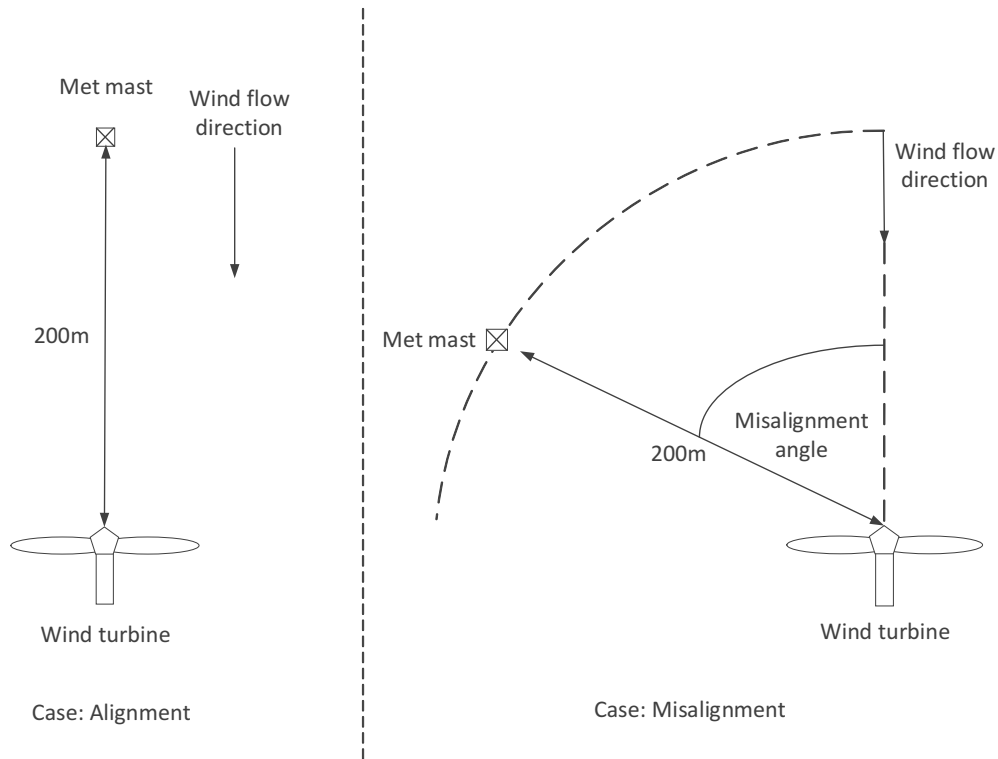 Met mast
Wind flow
direction
200m
Wind turbine
Case: Alignment
Wind flow
direction
Met mast
Misalignment
angle
200m
Wind turbine
Case: Misalignment